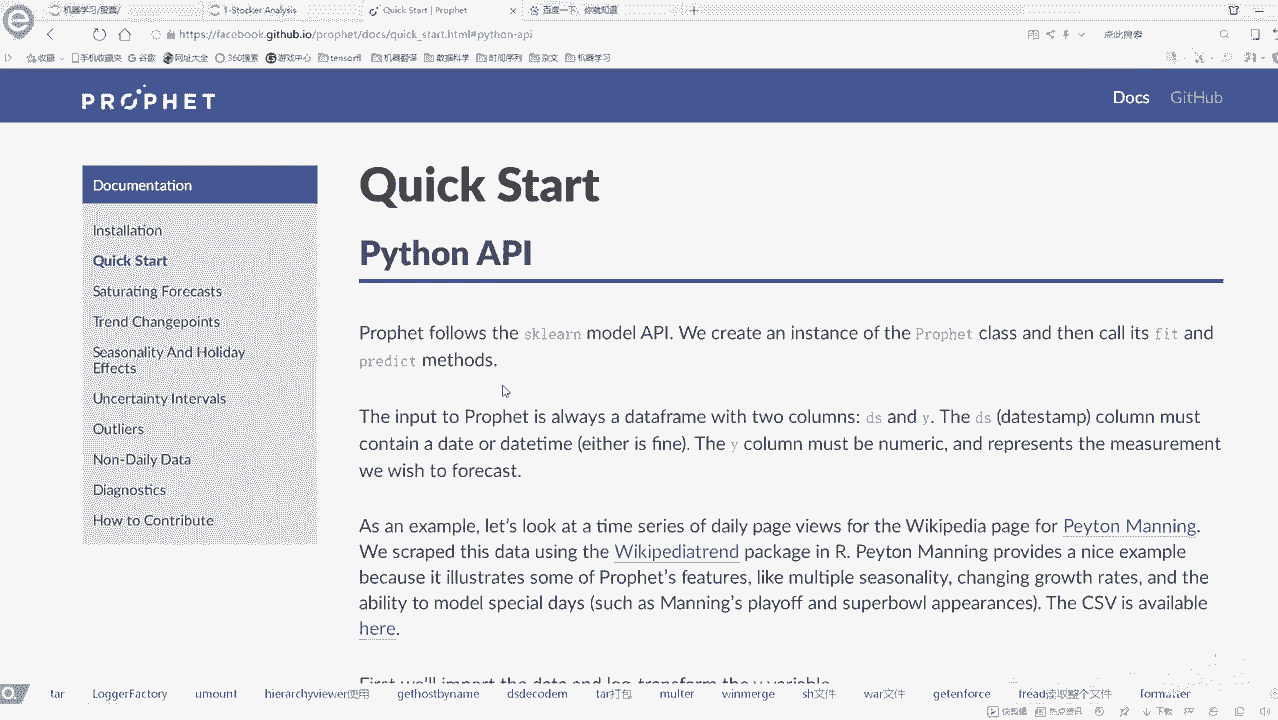 机器学习/股票/
1-Stocker Analysis
Quick Start | Prophet
百度一下，你就知道
https://facebook.github.io/prophet/docs/quick_start.html#python-api
点此搜索
收藏 手机收藏夹 谷歌 网址大全 360搜索 游戏中心 tensorfl 机器翻译 数据科学 时间序列 杂文 机器学习
PROPHET
Docs GitHub
Documentation
Installation
Quick Start
Saturating Forecasts
Trend Changepoints
Seasonality And Holiday
Effects
Uncertainty Intervals
Outliers
Non-Daily Data
Diagnostics
How to Contribute
Quick Start
Python API
Prophet follows the sklearn model API. We create an instance of the Prophet class and then call its fit and
predict methods.
The input to Prophet is always a dataframe with two columns: ds and y. The ds (datestamp) column must
contain a date or datetime (either is fine). The y column must be numeric, and represents the measurement
we wish to forecast.
As an example, let's look at a time series of daily page views for the Wikipedia page for Peyton Manning.
We scraped this data using the Wikipediatrend package in R. Peyton Manning provides a nice example
because it illustrates some of Prophet's features, like multiple seasonality, changing growth rates, and the
ability to model special days (such as Manning's playoff and superbowl appearances). The CSV is available
here.
First we'll import the data and log-transform the y variable.
tar LoggerFactory umount hierarchyviewer使用 gethostbyname dsdecodem tar打包 multer winmerge sh文件 war文件 getenforce fread读取整个文件 formatter
快剪辑 热点资讯 下载